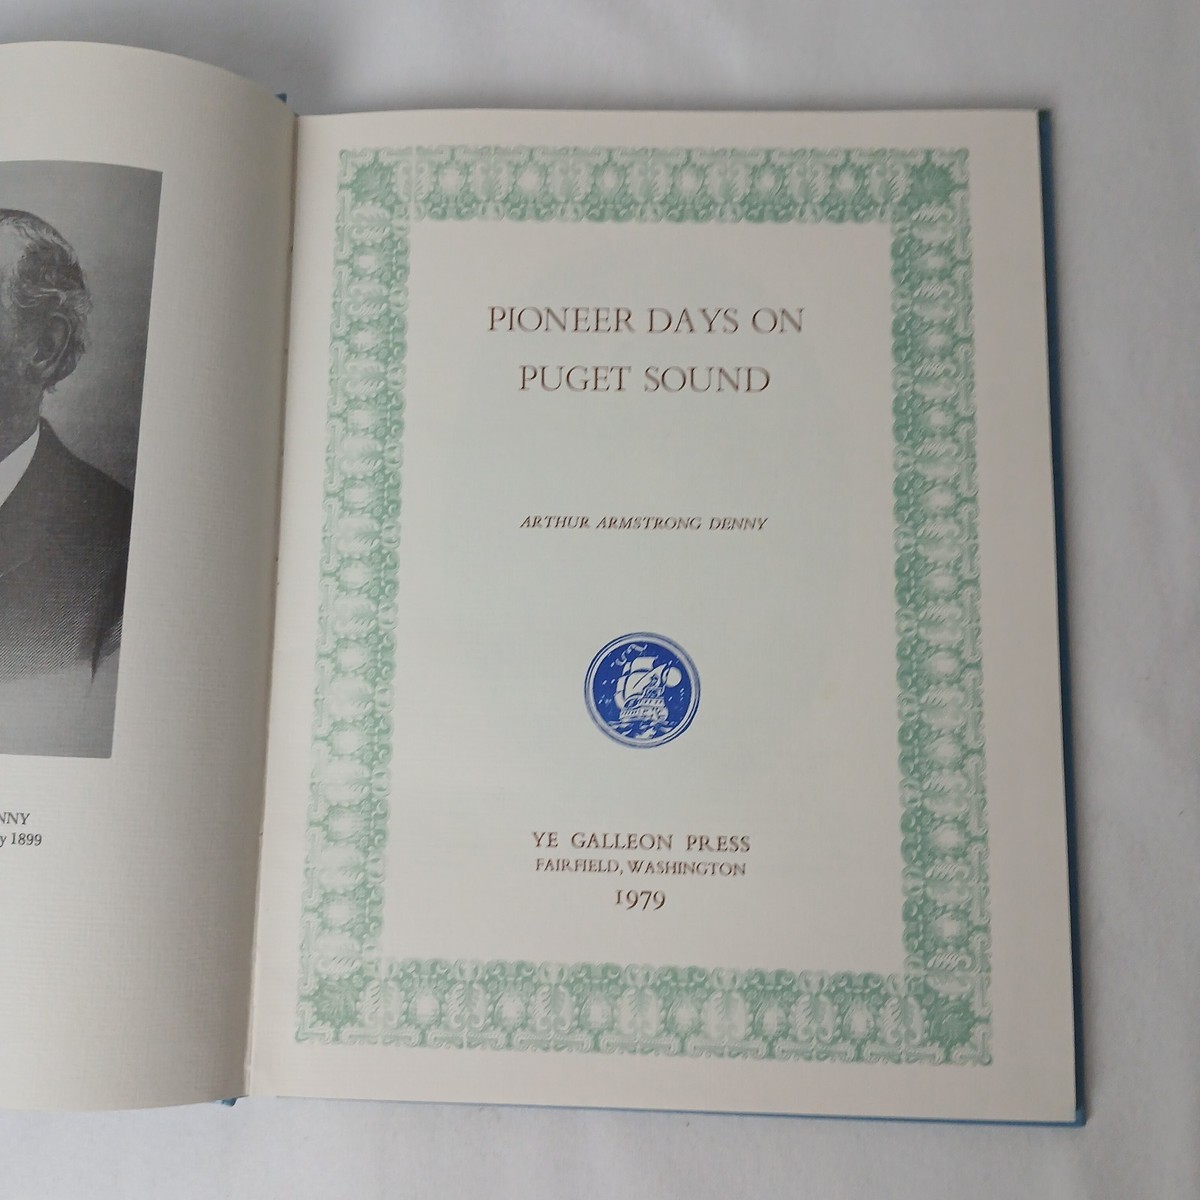 NNY
y 1899
PIONEER DAYS ON
PUGET SOUND
ARTHUR ARMSTRONG DENNY
YE GALLEON PRESS
FAIRFIELD, WASHINGTON
1979